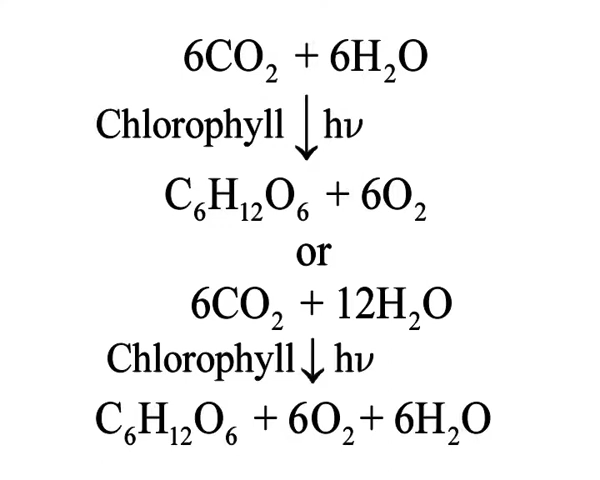 6CO₂ + 6H₂O
Chlorophyll ↓ hν
C₆H₁₂O₆ + 6O₂
or
6CO₂ + 12H₂O
Chlorophyll ↓ hν
C₆H₁₂O₆ + 6O₂ + 6H₂O